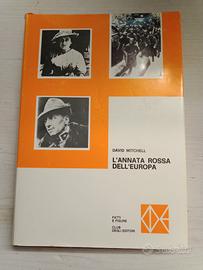 DAVID MITCHELL
L'ANNATA ROSSA
DELL'EUROPA
FATTI
E FIGURE
CLUB
DEGLI EDITORI